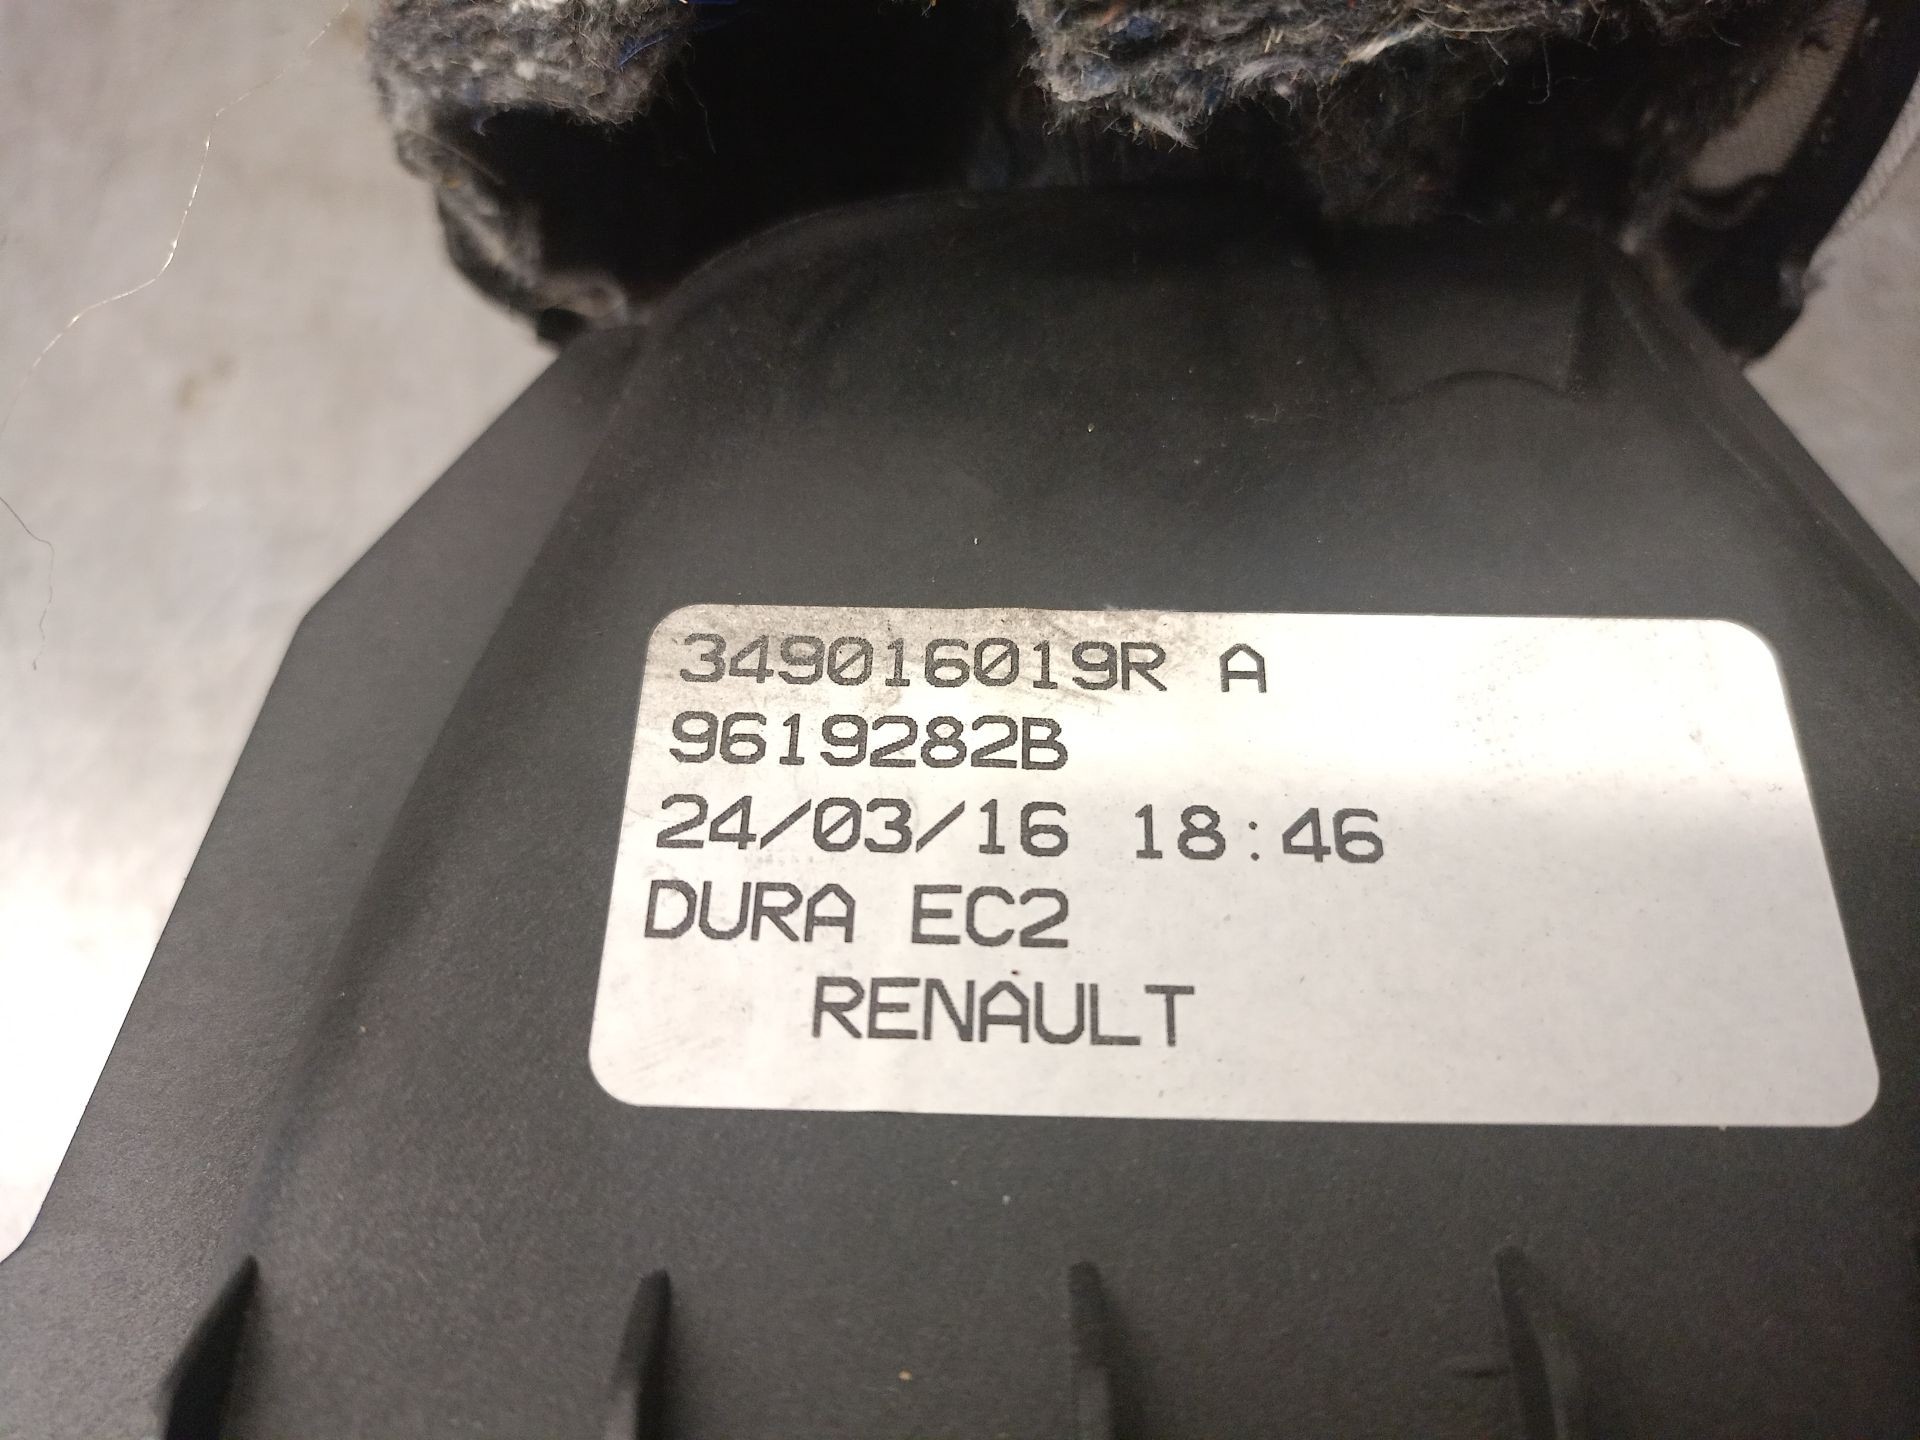 349016019R A
9619282B
24/03/16 18:46
DURA EC2
RENAULT